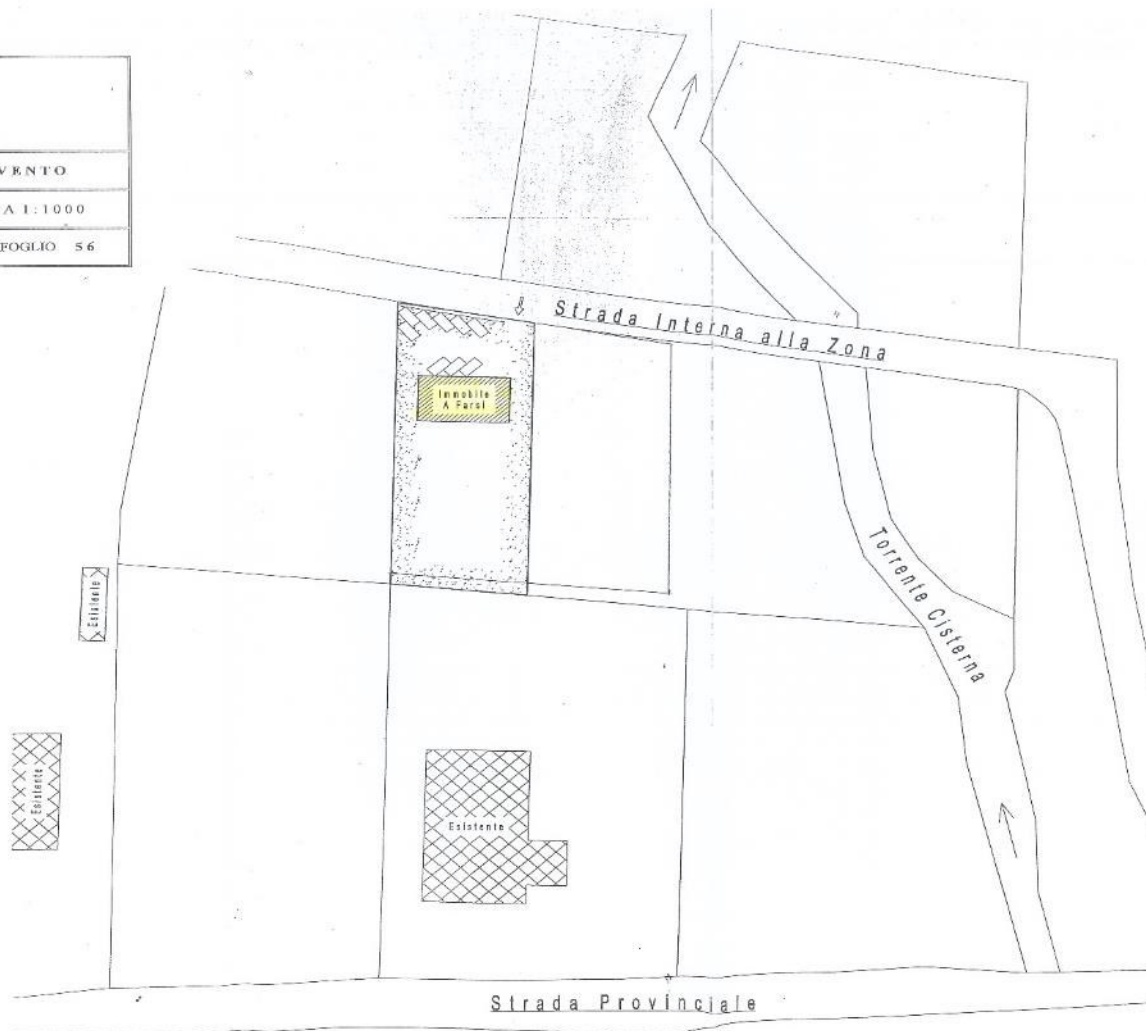 VENTO
A 1:1000
FOGLIO 56
Strada Interna alla Zona
Immobile
A Farsi
Torrente Cisterna
Esistente
Esistente
Esistente
Strada Provinciale